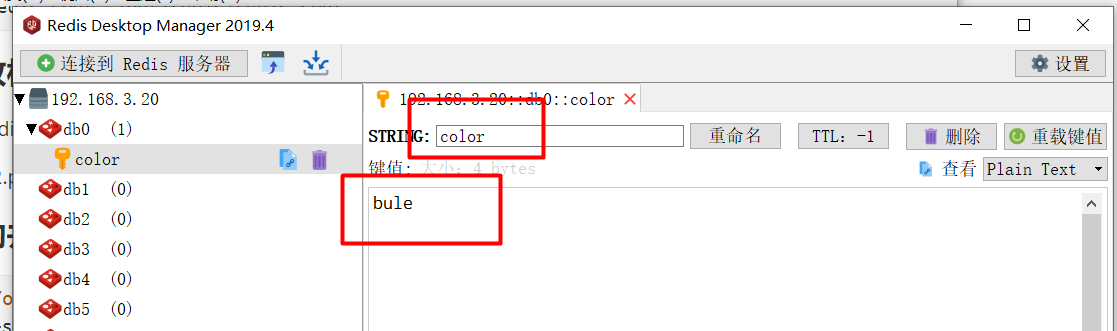 Redis Desktop Manager 2019.4
连接到 Redis 服务器
设置
192.168.3.20
192.168.3.20::db0::color
db0 (1)
STRING: color 重命名 TTL: -1 删除 重载键值
color
键值: 大小: 4 bytes 查看 Plain Text
db1 (0)
bule
db2 (0)
db3 (0)
db4 (0)
db5 (0)